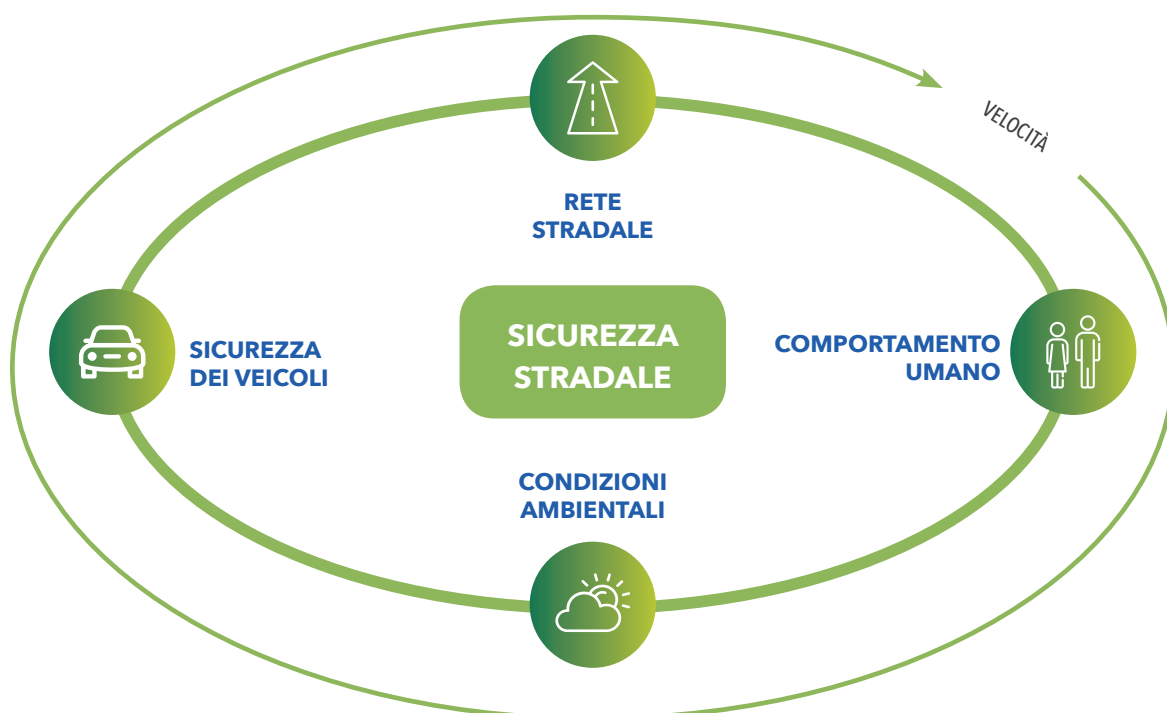 VELOCITÀ
RETE
STRADALE
SICUREZZA
DEI VEICOLI
SICUREZZA
STRADALE
COMPORTAMENTO
UMANO
CONDIZIONI
AMBIENTALI